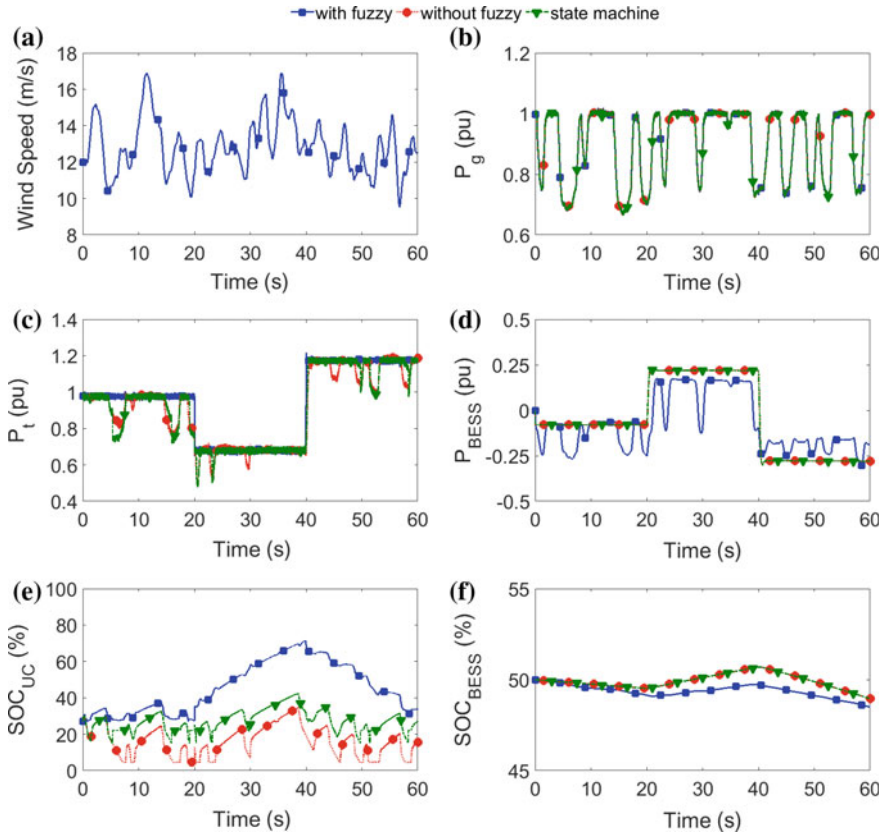 with fuzzy without fuzzy state machine
(a) (b)
18
16
14
12
10
8
Wind Speed (m/s)
0 10 20 30 40 50 60
Time (s)
1.2
1
0.8
0.6
P_g (pu)
0 10 20 30 40 50 60
Time (s)
(c) (d)
1.4
1.2
1.0
0.8
0.6
0.4
P_t (pu)
0 10 20 30 40 50 60
Time (s)
0.5
0.25
0
-0.25
-0.5
P_BESS (pu)
0 10 20 30 40 50 60
Time (s)
(e) (f)
100
80
60
40
20
0
SOC_UC (%)
0 10 20 30 40 50 60
Time (s)
55
50
45
SOC_BESS (%)
0 10 20 30 40 50 60
Time (s)